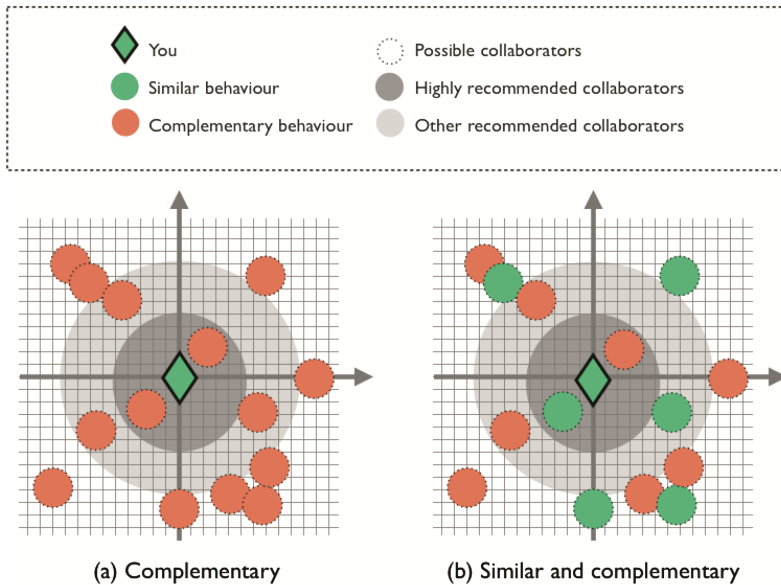 You
Possible collaborators
Similar behaviour
Highly recommended collaborators
Complementary behaviour
Other recommended collaborators
(a) Complementary
(b) Similar and complementary